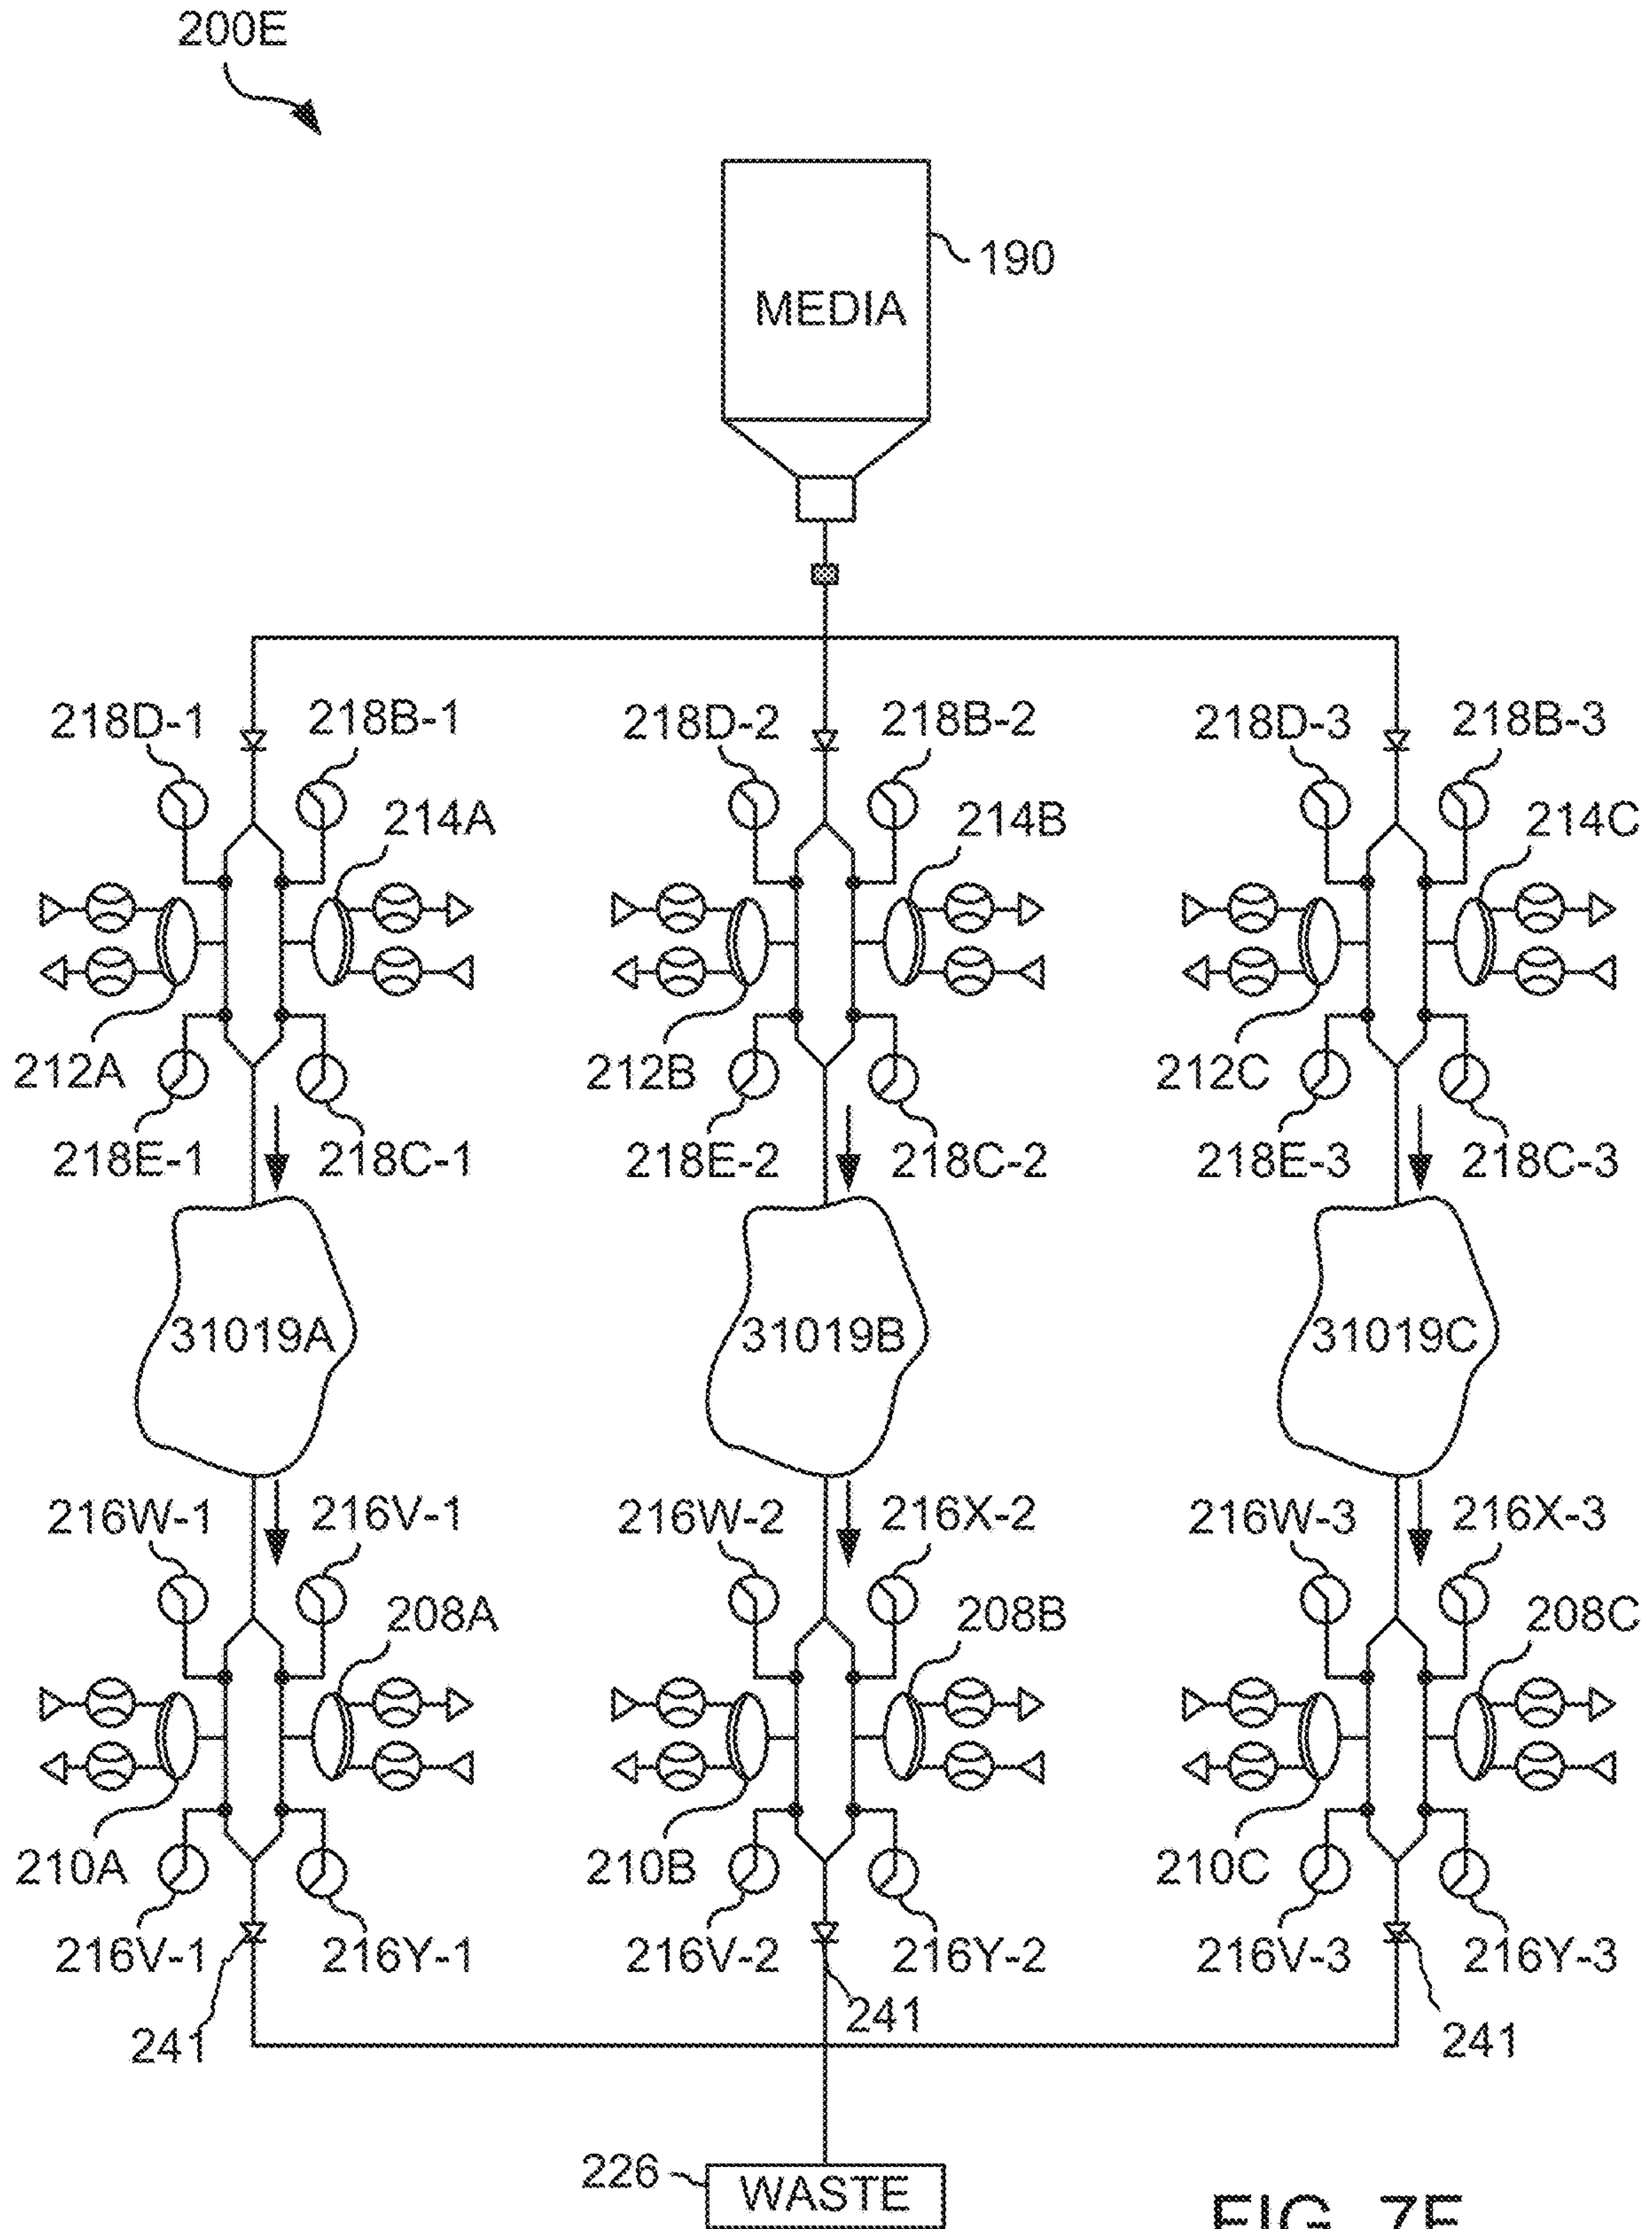 200E
190
MEDIA
218D-1 218B-1 218D-2 218B-2 218D-3 218B-3
214A 214B 214C
212A 212B 212C
218E-1 218C-1 218E-2 218C-2 218E-3 218C-3
31019A 31019B 31019C
216W-1 216V-1 216W-2 216X-2 216W-3 216X-3
208A 208B 208C
210A 210B 210C
216V-1 216Y-1 216V-2 216Y-2 216V-3 216Y-3
241 241 241
226 WASTE
FIG. 7E